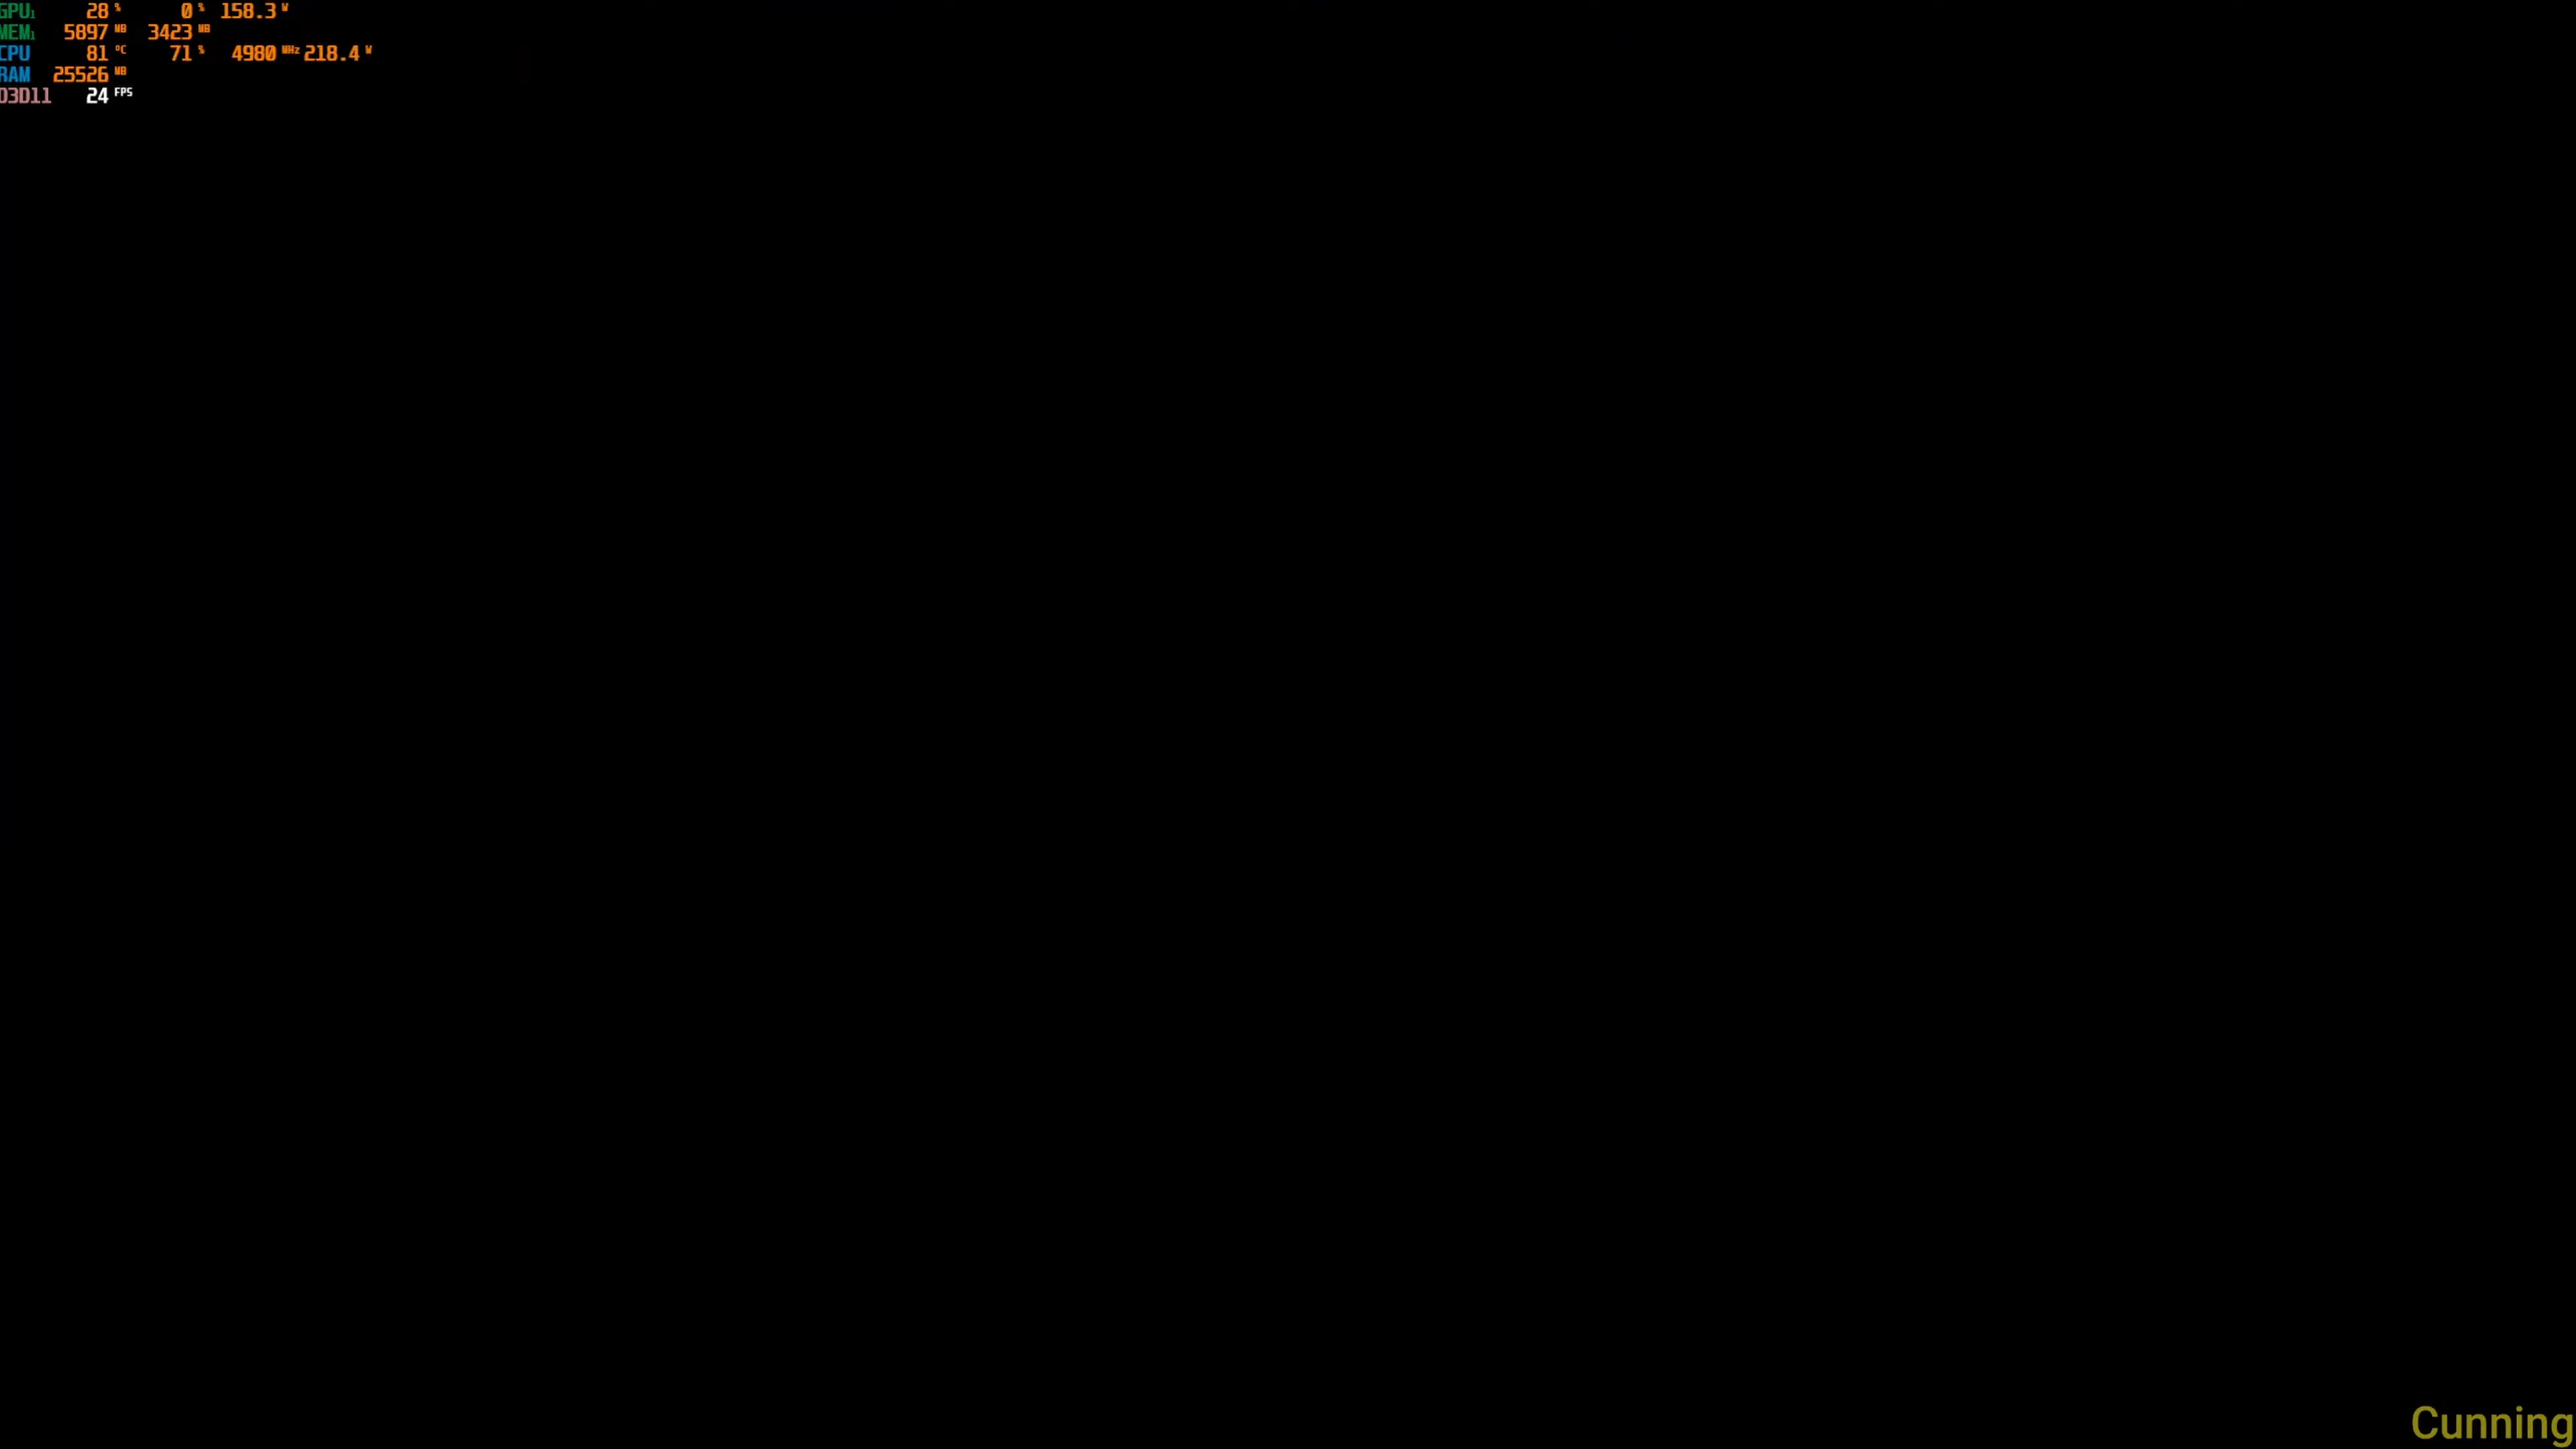 GPU1 28 % 0 % 158.3 W
MEM1 5897 MB 3423 MB
CPU 81 °C 71 % 4980 MHz 218.4 W
RAM 25526 MB
D3D11 24 FPS
Cunning